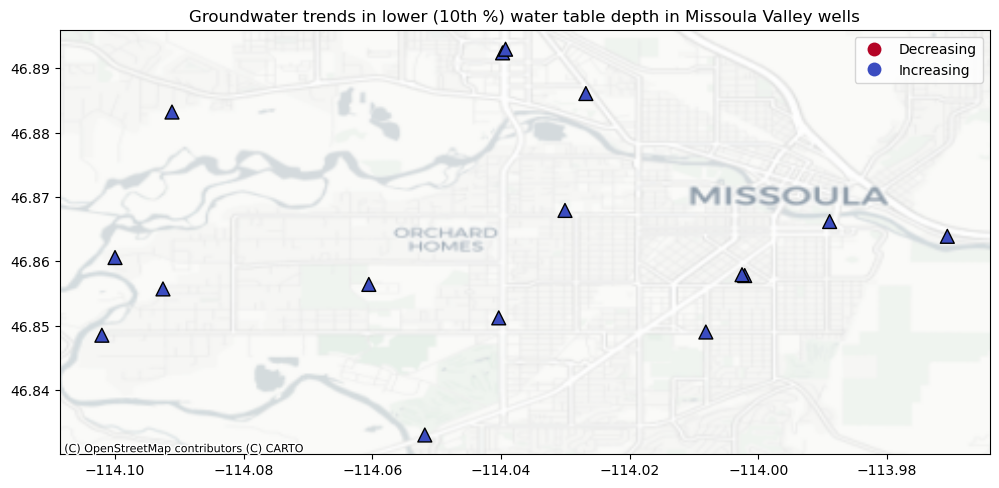 Groundwater trends in lower (10th %) water table depth in Missoula Valley wells
Decreasing
Increasing
46.89
46.88
46.87
46.86
46.85
46.84
MISSOULA
ORCHARD
HOMES
(C) OpenStreetMap contributors (C) CARTO
−114.10
−114.08
−114.06
−114.04
−114.02
−114.00
−113.98